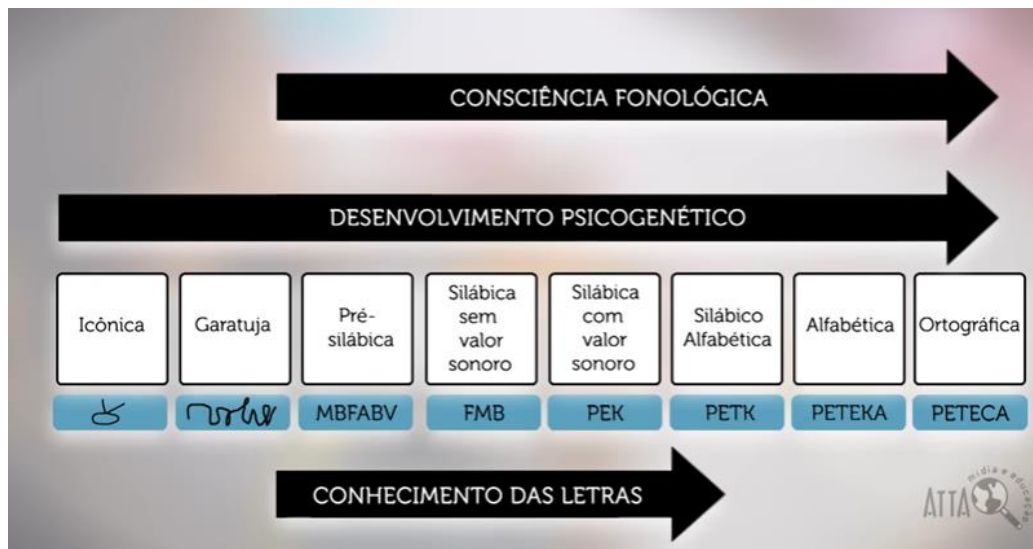 CONSCIÊNCIA FONOLÓGICA
DESENVOLVIMENTO PSICOGENÉTICO
Icônica
Garatuja
Pré-
silábica
Silábica
sem
valor
sonoro
Silábica
com
valor
sonoro
Silábico
Alfabética
Alfabética
Ortográfica
MBFABV
FMB
PEK
PETK
PETEKA
PETECA
CONHECIMENTO DAS LETRAS
ATTA
mídia e educação